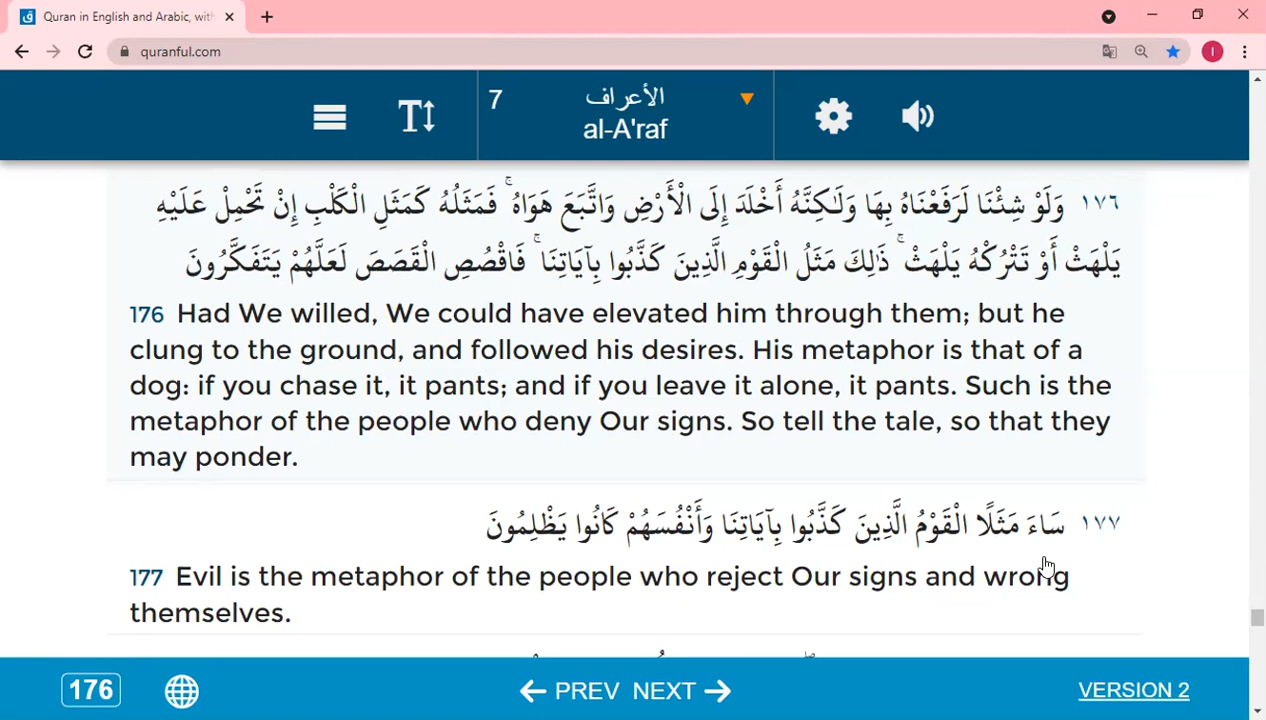 Quran in English and Arabic, with
quranful.com
I
7
الأعراف
al-A'raf
١٧٦ وَلَوْ شِئْنَا لَرَفَعْنَاهُ بِهَا وَلَٰكِنَّهُ أَخْلَدَ إِلَى الْأَرْضِ وَاتَّبَعَ هَوَاهُ ۚ فَمَثَلُهُ كَمَثَلِ الْكَلْبِ إِنْ تَحْمِلْ عَلَيْهِ
يَلْهَثْ أَوْ تَتْرُكْهُ يَلْهَثْ ۚ ذَٰلِكَ مَثَلُ الْقَوْمِ الَّذِينَ كَذَّبُوا بِآيَاتِنَا ۚ فَاقْصُصِ الْقَصَصَ لَعَلَّهُمْ يَتَفَكَّرُونَ
176 Had We willed, We could have elevated him through them; but he
clung to the ground, and followed his desires. His metaphor is that of a
dog: if you chase it, it pants; and if you leave it alone, it pants. Such is the
metaphor of the people who deny Our signs. So tell the tale, so that they
may ponder.
١٧٧ سَاءَ مَثَلًا الْقَوْمُ الَّذِينَ كَذَّبُوا بِآيَاتِنَا وَأَنْفُسَهُمْ كَانُوا يَظْلِمُونَ
177 Evil is the metaphor of the people who reject Our signs and wrong
themselves.
176
PREV NEXT
VERSION 2